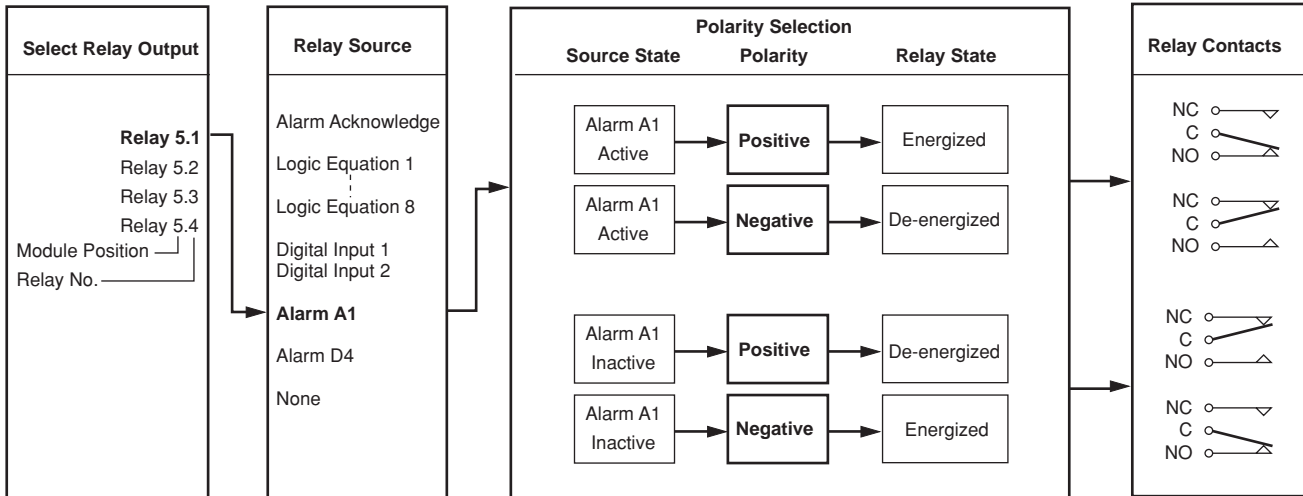 Select Relay Output
Relay 5.1
Relay 5.2
Relay 5.3
Relay 5.4
Module Position
Relay No.
Relay Source
Alarm Acknowledge
Logic Equation 1
Logic Equation 8
Digital Input 1
Digital Input 2
Alarm A1
Alarm D4
None
Polarity Selection
Source State Polarity Relay State
Alarm A1
Active
Positive
Energized
Alarm A1
Active
Negative
De-energized
Alarm A1
Inactive
Positive
De-energized
Alarm A1
Inactive
Negative
Energized
Relay Contacts
NC
C
NO
NC
C
NO
NC
C
NO
NC
C
NO